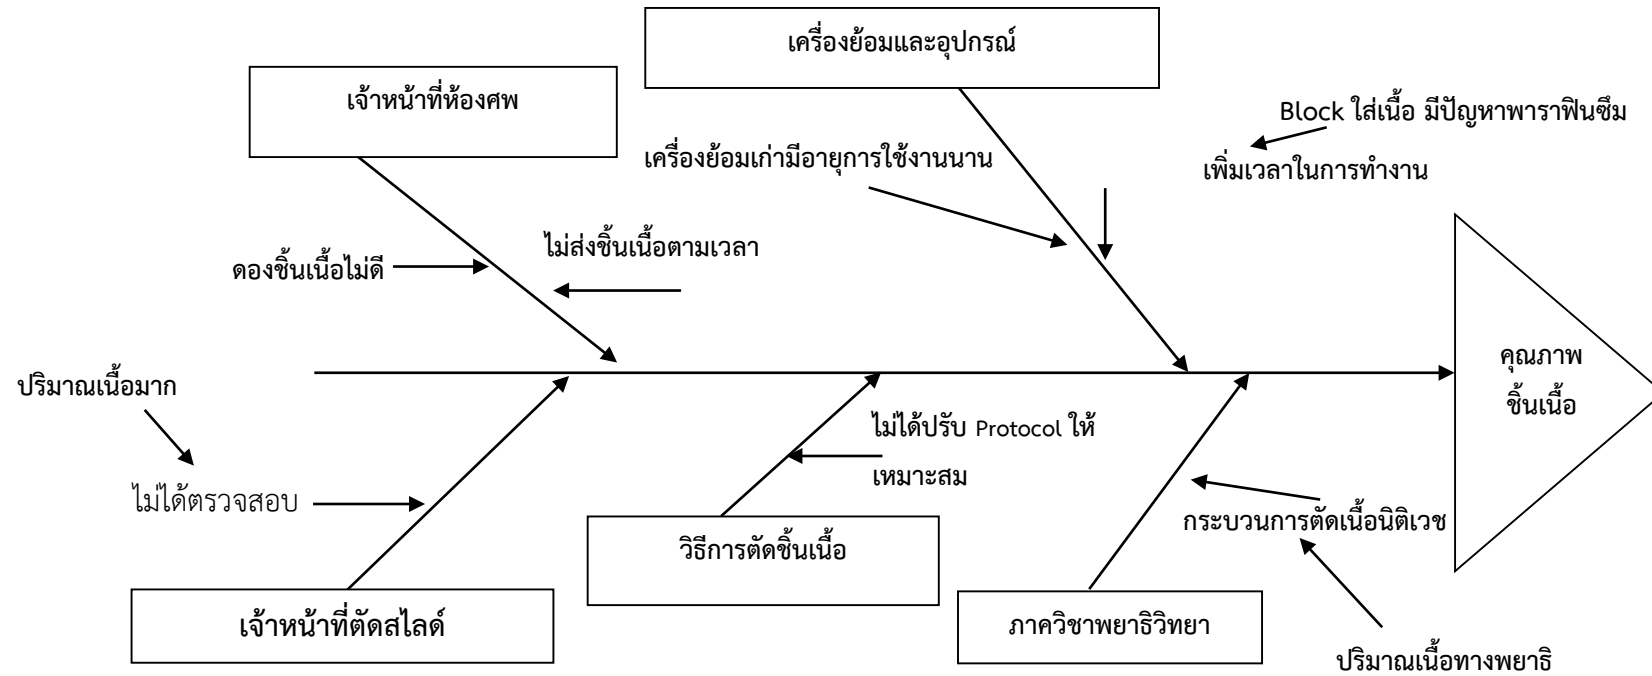 เครื่องย้อมและอุปกรณ์
เจ้าหน้าที่ห้องศพ
Block ใส่เนื้อ มีปัญหาพาราฟินซึม
เครื่องย้อมเก่ามีอายุการใช้งานนาน
เพิ่มเวลาในการทำงาน
ไม่ส่งชิ้นเนื้อตามเวลา
ดองชิ้นเนื้อไม่ดี
คุณภาพ
ชิ้นเนื้อ
ปริมาณเนื้อมาก
ไม่ได้ปรับ Protocol ให้
เหมาะสม
ไม่ได้ตรวจสอบ
กระบวนการตัดเนื้อนิติเวช
วิธีการตัดชิ้นเนื้อ
เจ้าหน้าที่ตัดสไลด์
ภาควิชาพยาธิวิทยา
ปริมาณเนื้อทางพยาธิ